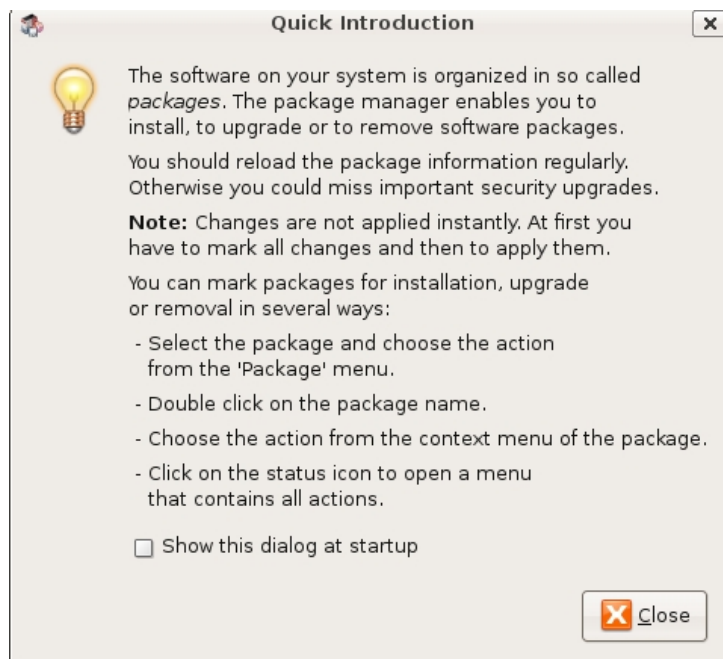 Quick Introduction
The software on your system is organized in so called
packages. The package manager enables you to
install, to upgrade or to remove software packages.
You should reload the package information regularly.
Otherwise you could miss important security upgrades.
Note: Changes are not applied instantly. At first you
have to mark all changes and then to apply them.
You can mark packages for installation, upgrade
or removal in several ways:
- Select the package and choose the action
from the 'Package' menu.
- Double click on the package name.
- Choose the action from the context menu of the package.
- Click on the status icon to open a menu
that contains all actions.
Show this dialog at startup
Close